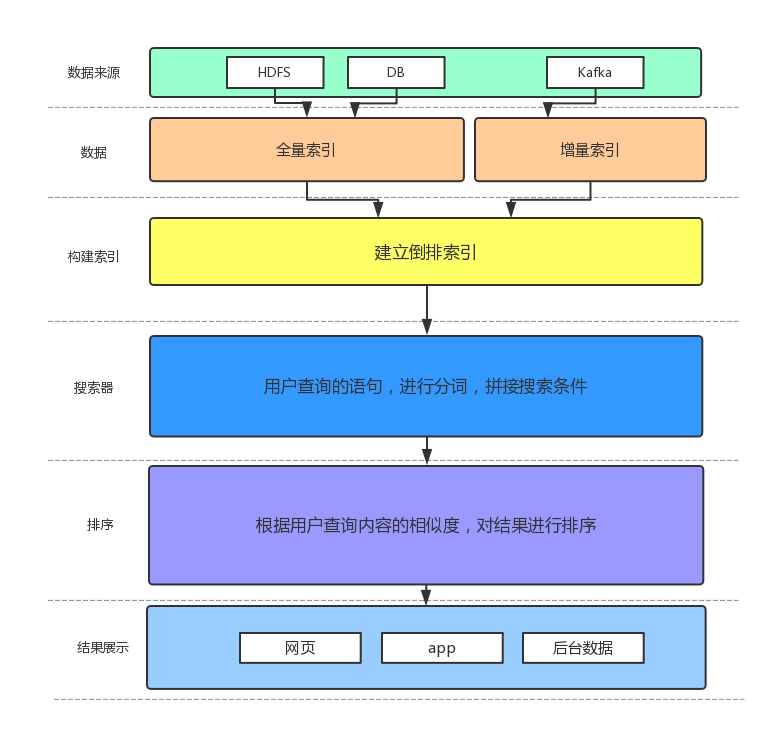 数据来源
HDFS
DB
Kafka
数据
全量索引
增量索引
构建索引
建立倒排索引
搜索器
用户查询的语句，进行分词，拼接搜索条件
排序
根据用户查询内容的相似度，对结果进行排序
结果展示
网页
app
后台数据